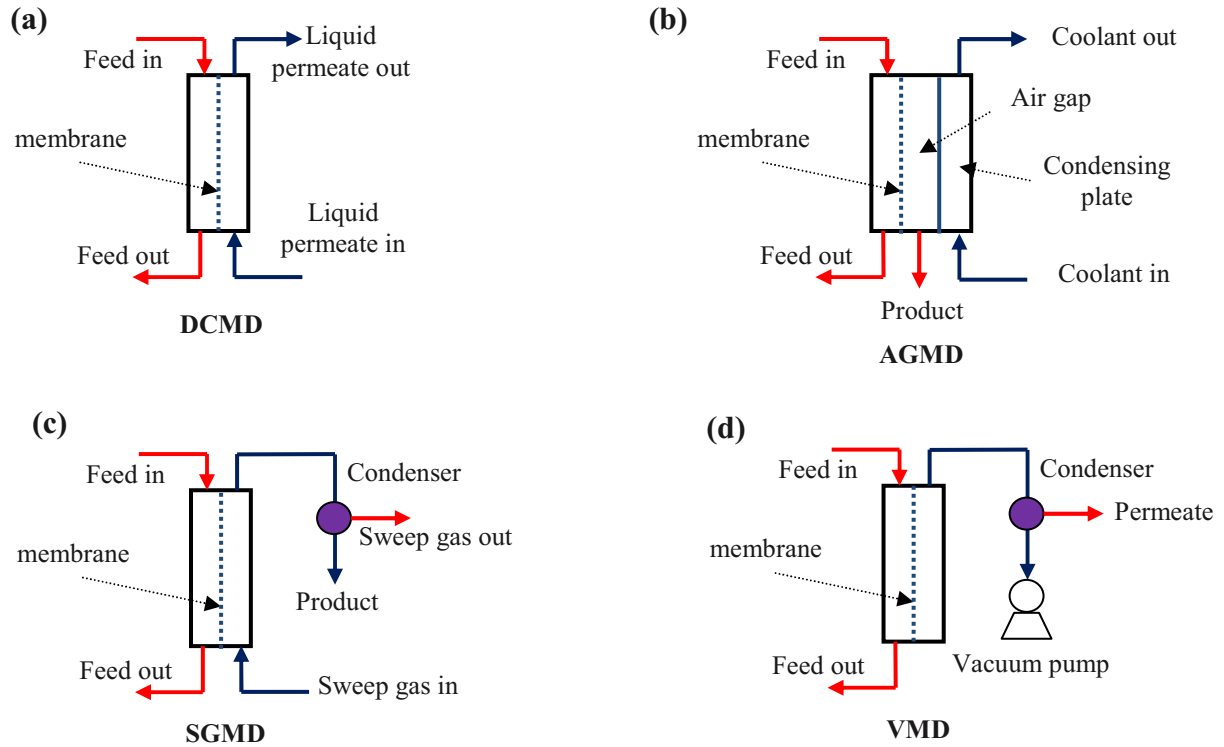 (a)
Feed in
Liquid
permeate out
membrane
Liquid
permeate in
Feed out
DCMD
(b)
Feed in
Coolant out
Air gap
membrane
Condensing
plate
Feed out
Coolant in
Product
AGMD
(c)
Feed in
Condenser
Sweep gas out
membrane
Product
Feed out
Sweep gas in
SGMD
(d)
Feed in
Condenser
Permeate
membrane
Feed out
Vacuum pump
VMD